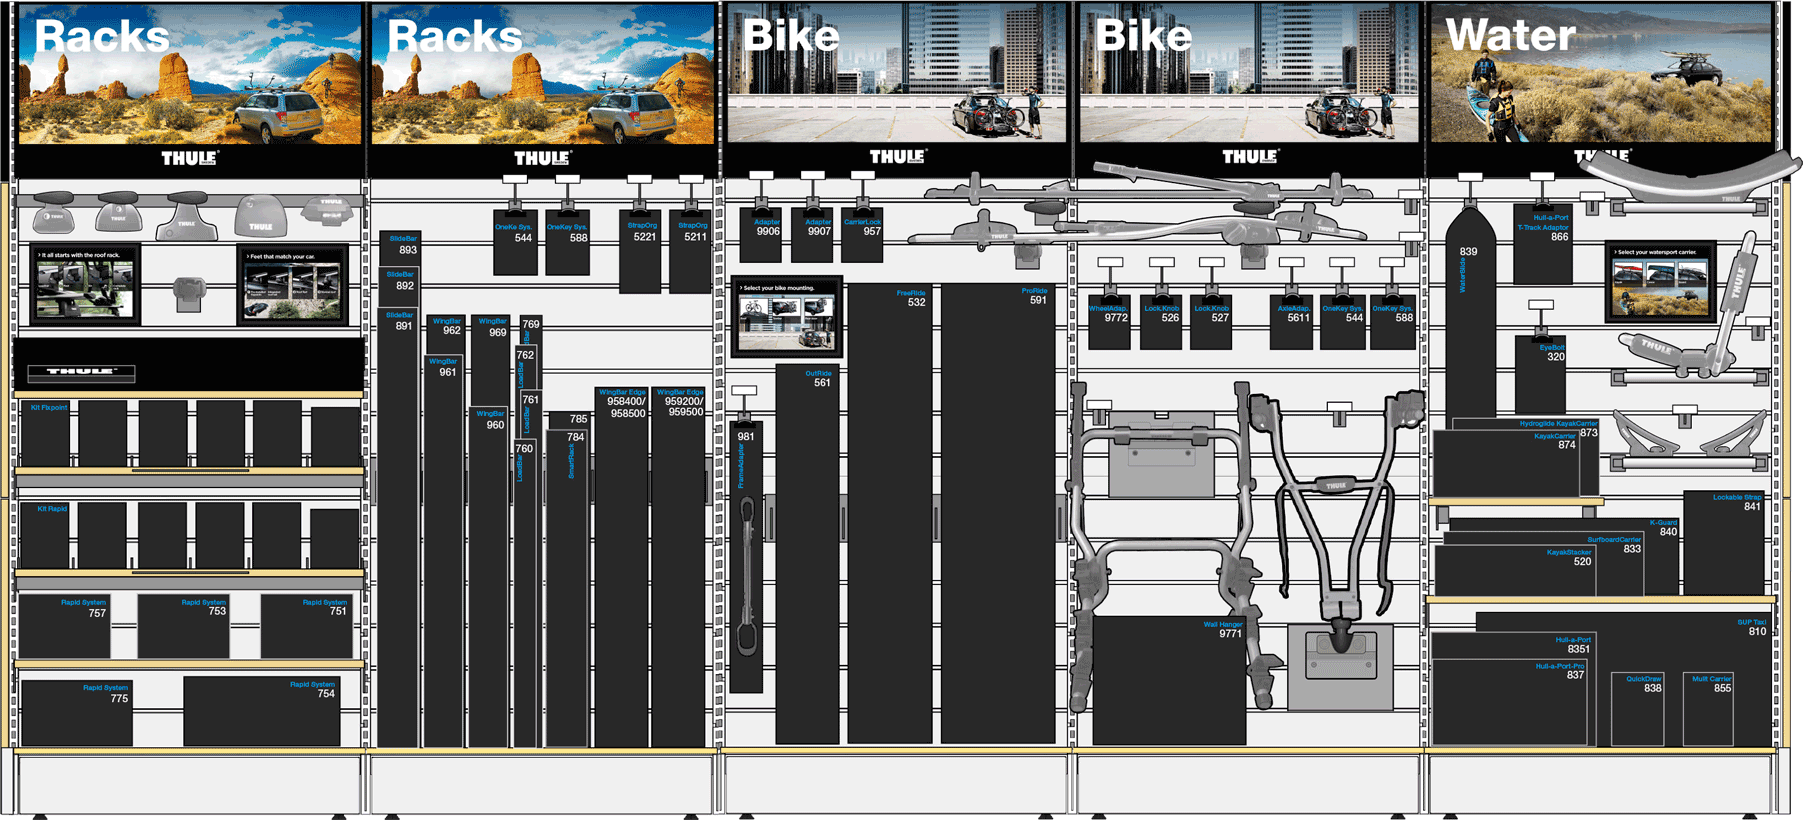 Racks
THULE
THULE
THULE
THULE
› It all starts with the roof rack.
› Feel that match your car.
THULE
Kit Fixpoint
Kit Rapid
Rapid System
757
Rapid System
753
Rapid System
751
Rapid System
775
Rapid System
754
Racks
THULE
OneKe Sys.
544
OneKey Sys.
588
StrapOrg
5221
StrapOrg
5211
SlideBar
893
SlideBar
892
SlideBar
891
WingBar
962
WingBar
961
WingBar
969
WingBar
960
769
762
LoadBar
761
LoadBar
760
LoadBar
785
784
SmartRack
WingBar Edge
958400/
958500
WingBar Edge
959200/
959500
Bike
THULE
Adapter
9906
Adapter
9907
CarrierLock
957
› Select your bike mounting.
981
FrameAdapter
OutRide
561
FreeRide
532
ProRide
591
Bike
THULE
THULE
THULE
WheelAdap.
9772
Lock.Knob
526
Lock.Knob
527
AxleAdap.
5611
OneKey Sys.
544
OneKey Sys.
588
THULE
Wall Hanger
9771
Water
THULE
839
WaterSlide
Hull-a-Port
T-Track Adaptor
866
› Select your watersport carrier.
THULE
THULE
THULE
EyeBolt
320
Hydroglide KayakCarrier
873
KayakCarrier
874
Lockable Strap
841
K-Guard
840
SurfboardCarrier
833
KayakStacker
520
SUP Taxi
810
Hull-a-Port
8351
Hull-a-Port-Pro
837
QuickDraw
838
Mulit Carrier
855